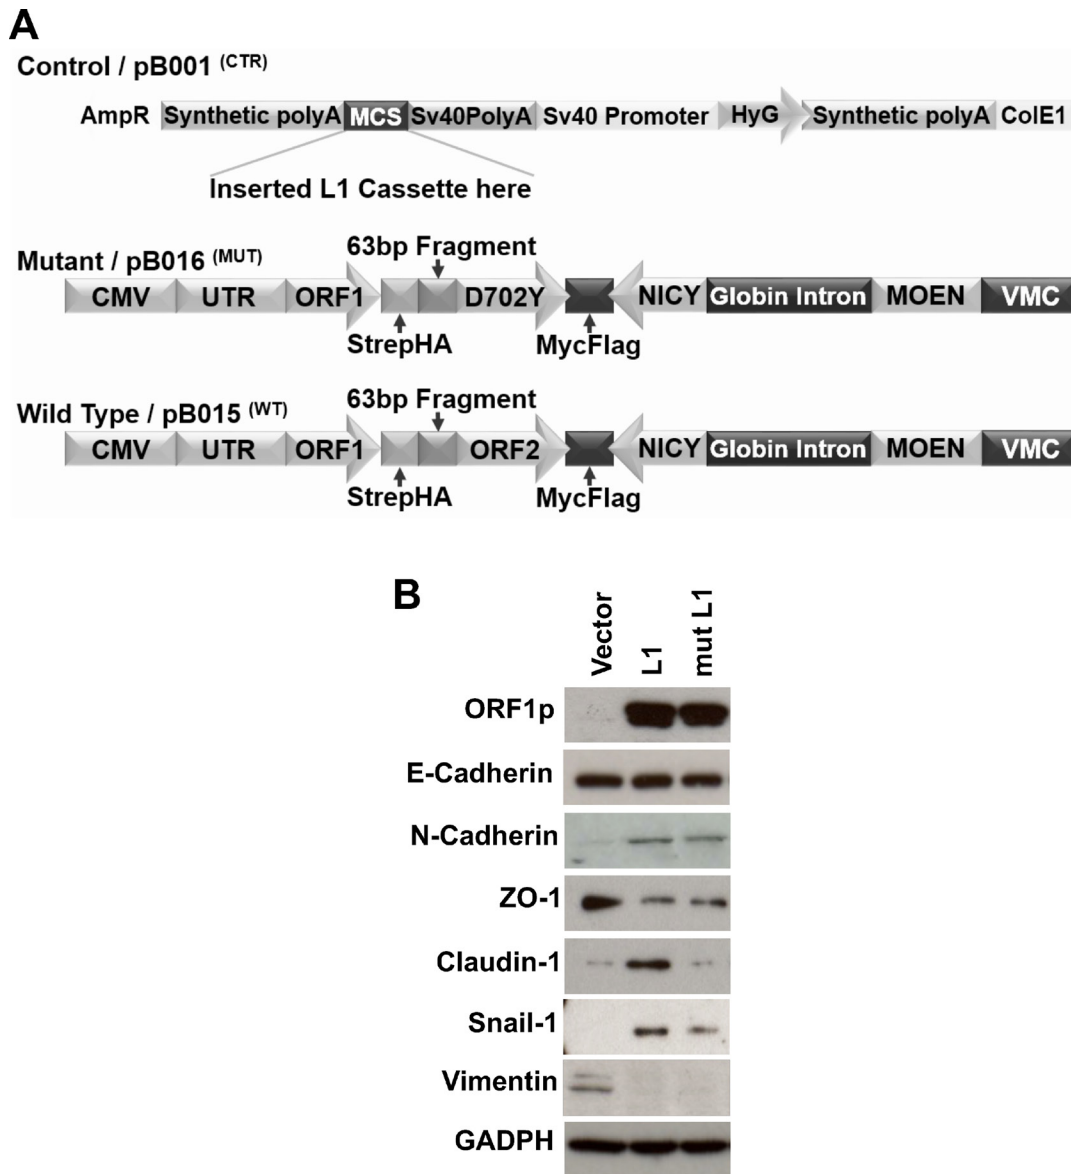 A
Control / pB001 (CTR)
AmpR Synthetic polyA MCS Sv40PolyA Sv40 Promoter HyG Synthetic polyA ColE1
Inserted L1 Cassette here
63bp Fragment
Mutant / pB016 (MUT)
CMV UTR ORF1 D702Y NICY Globin Intron MOEN VMC
StrepHA MycFlag
63bp Fragment
Wild Type / pB015 (WT)
CMV UTR ORF1 ORF2 NICY Globin Intron MOEN VMC
StrepHA MycFlag
B
Vector L1 mut L1
ORF1p
E-Cadherin
N-Cadherin
ZO-1
Claudin-1
Snail-1
Vimentin
GADPH